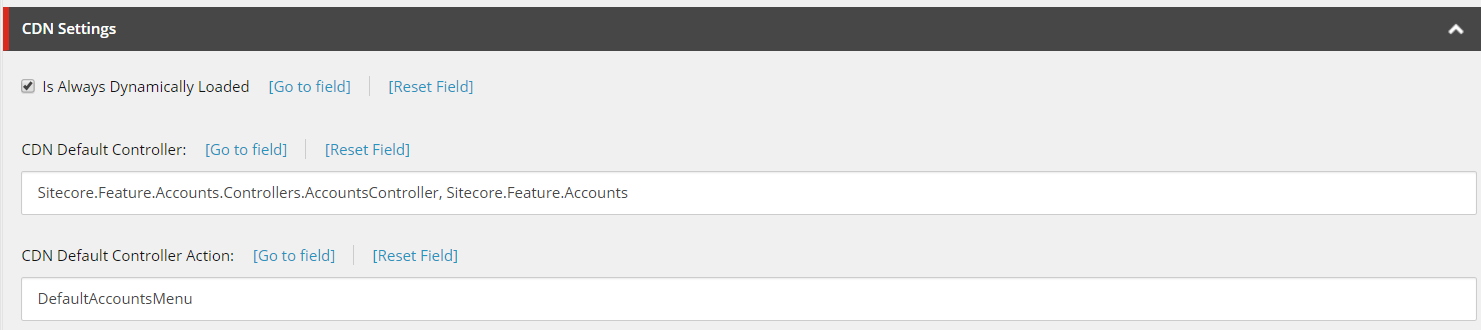 CDN Settings
Is Always Dynamically Loaded [Go to field] [Reset Field]
CDN Default Controller: [Go to field] [Reset Field]
Sitecore.Feature.Accounts.Controllers.AccountsController, Sitecore.Feature.Accounts
CDN Default Controller Action: [Go to field] [Reset Field]
DefaultAccountsMenu